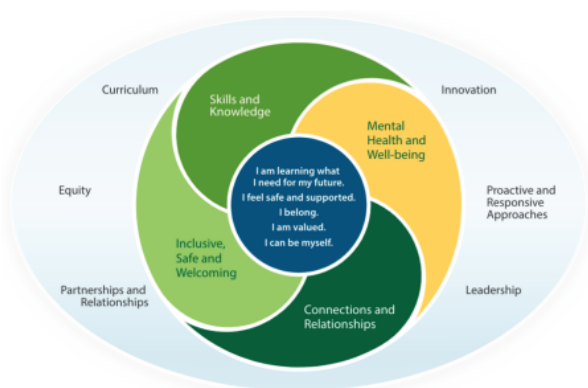 Curriculum
Innovation
Skills and
Knowledge
Mental
Health and
Well-being
I am learning what
I need for my future.
I feel safe and supported.
I belong.
I am valued.
I can be myself.
Equity
Proactive and
Responsive
Approaches
Inclusive,
Safe and
Welcoming
Partnerships and
Relationships
Leadership
Connections and
Relationships